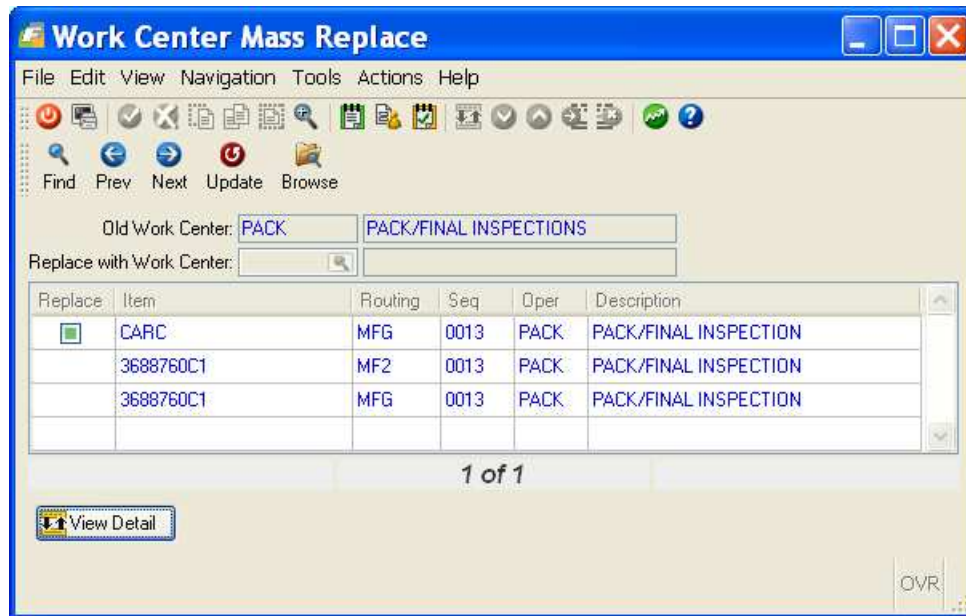 Work Center Mass Replace
File Edit View Navigation Tools Actions Help
Find Prev Next Update Browse
Old Work Center: PACK PACK/FINAL INSPECTIONS
Replace with Work Center:
Replace Item Routing Seq Oper Description
CARC MFG 0013 PACK PACK/FINAL INSPECTION
3688760C1 MF2 0013 PACK PACK/FINAL INSPECTION
3688760C1 MFG 0013 PACK PACK/FINAL INSPECTION
1 of 1
View Detail
OVR